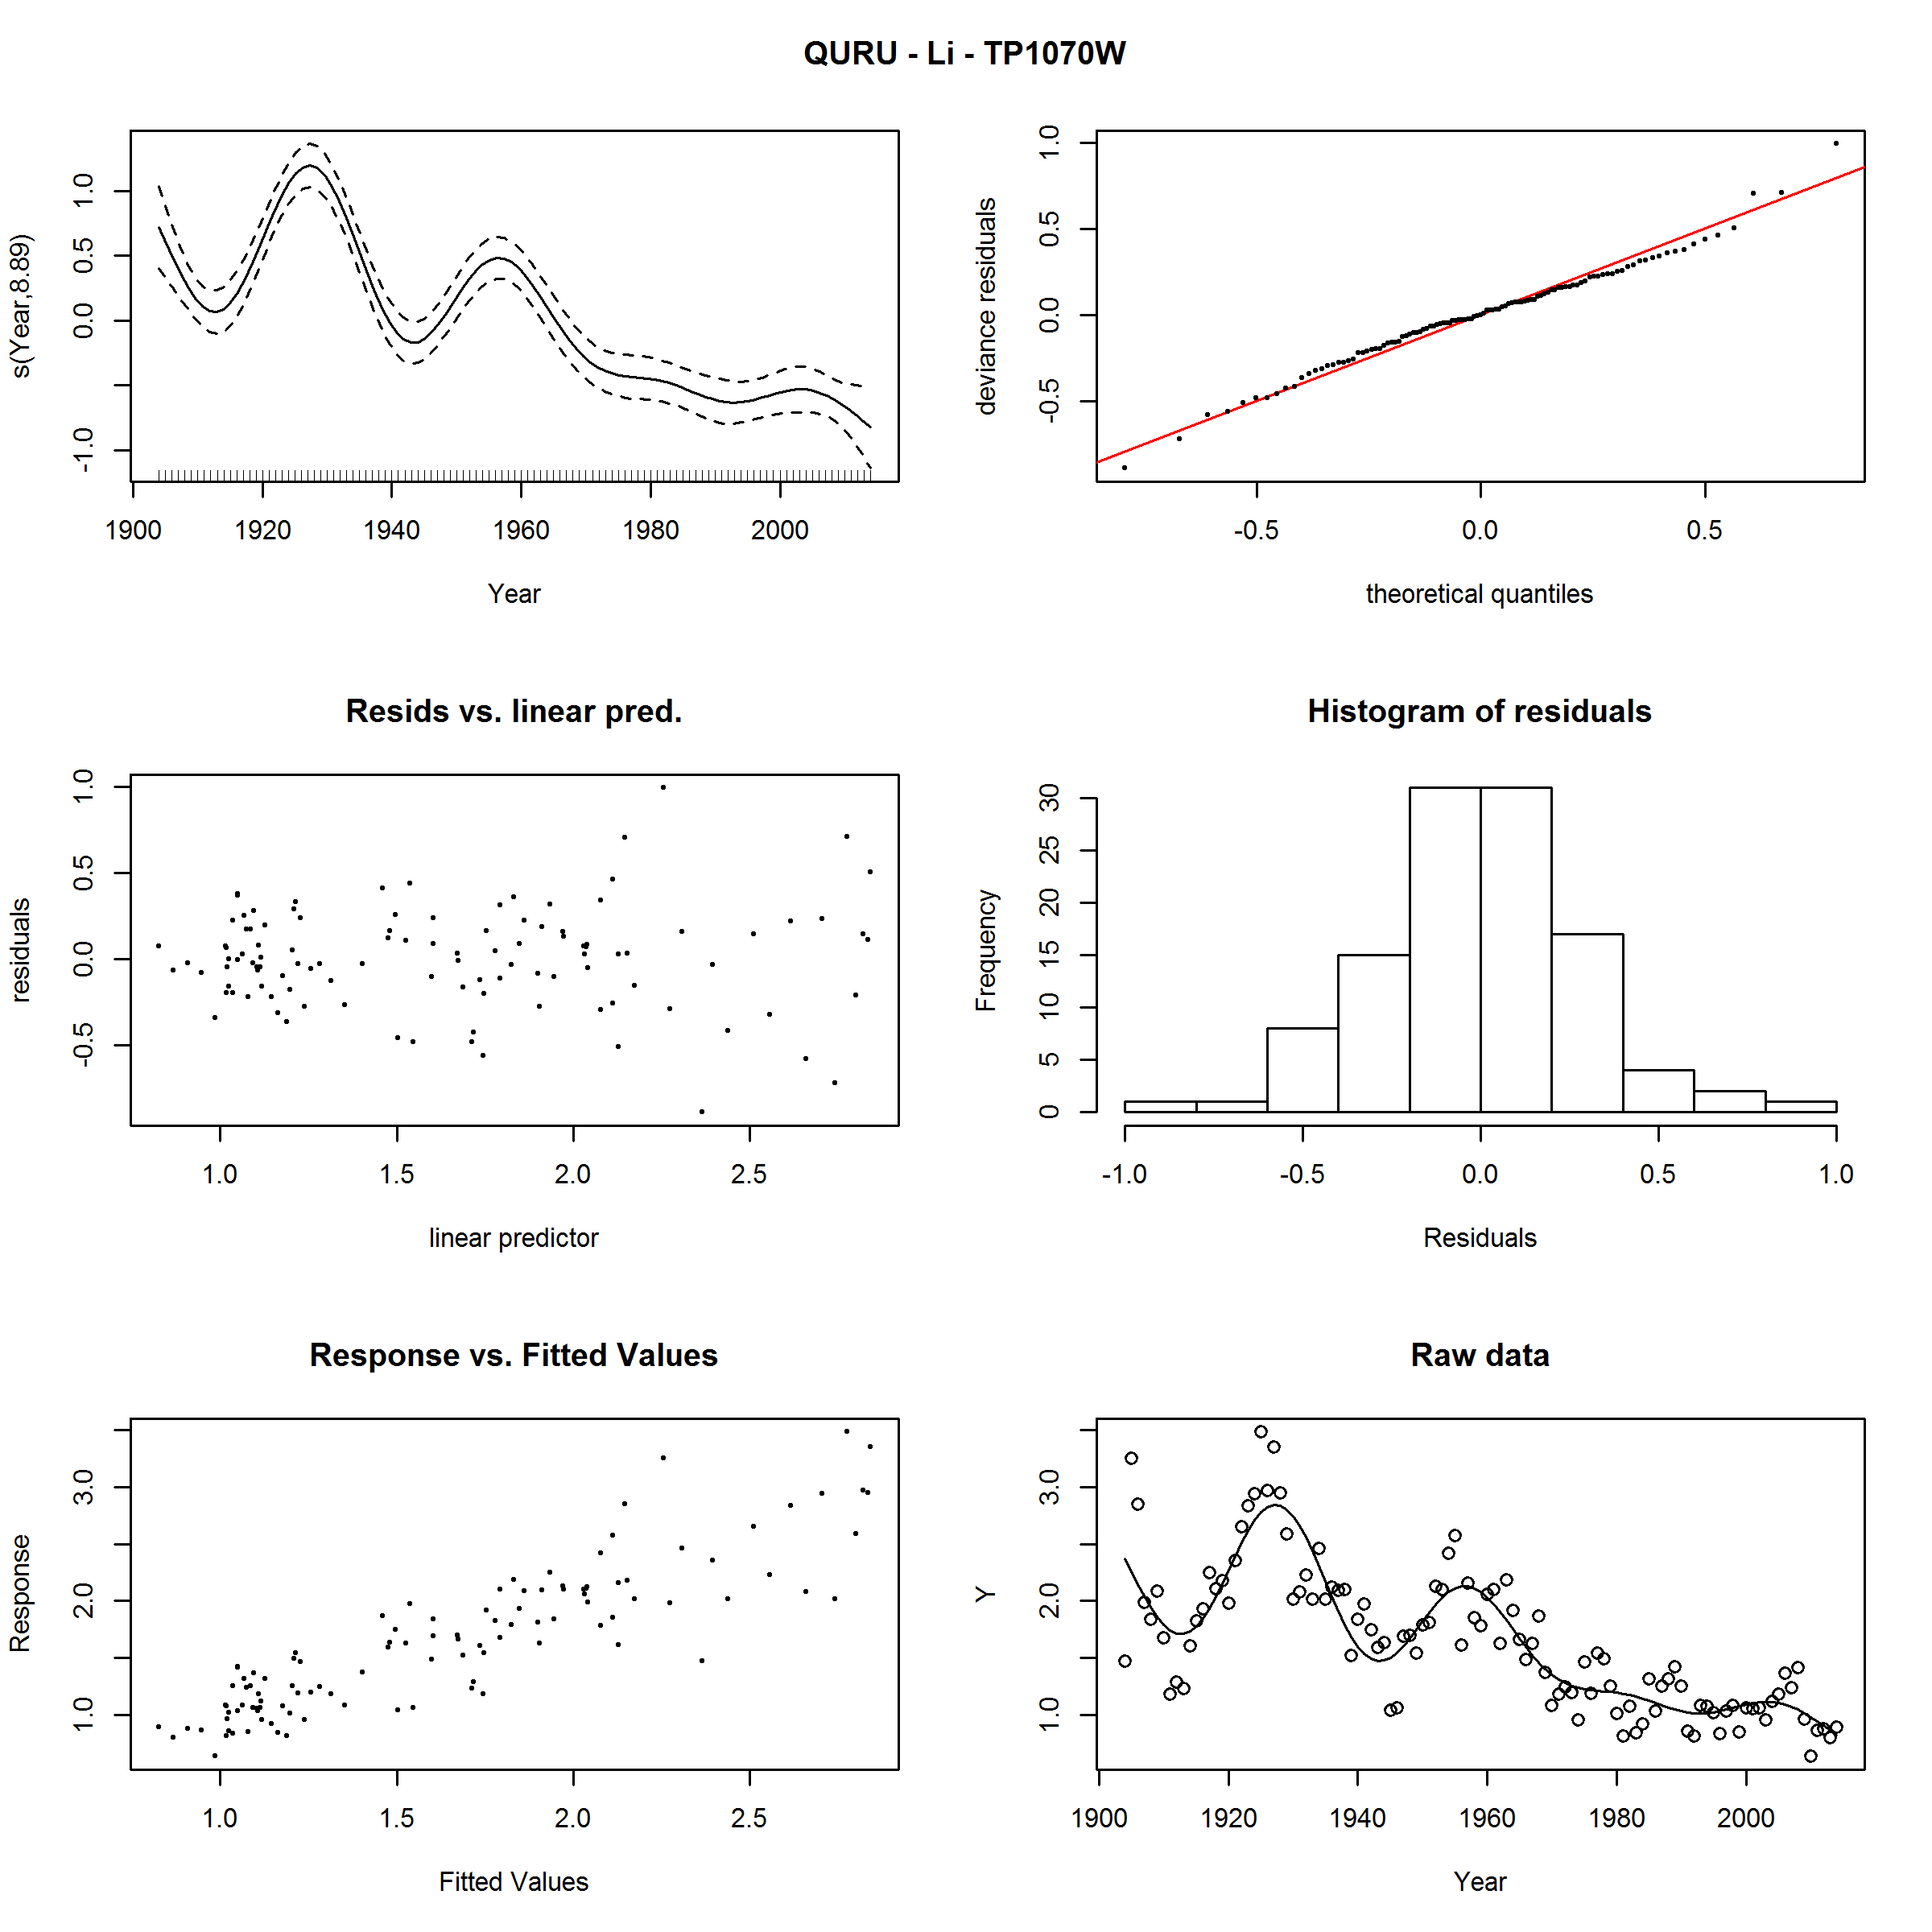 QURU - Li - TP1070W
s(Year,8.89)
1.0
0.5
0.0
-1.0
1900 1920 1940 1960 1980 2000
Year
deviance residuals
1.0
0.5
0.0
-0.5
-0.5 0.0 0.5
theoretical quantiles
Resids vs. linear pred.
residuals
1.0
0.5
0.0
-0.5
1.0 1.5 2.0 2.5
linear predictor
Histogram of residuals
Frequency
30
25
20
15
10
5
0
-1.0 -0.5 0.0 0.5 1.0
Residuals
Response vs. Fitted Values
Response
3.0
2.0
1.0
1.0 1.5 2.0 2.5
Fitted Values
Raw data
Y
3.0
2.0
1.0
1900 1920 1940 1960 1980 2000
Year